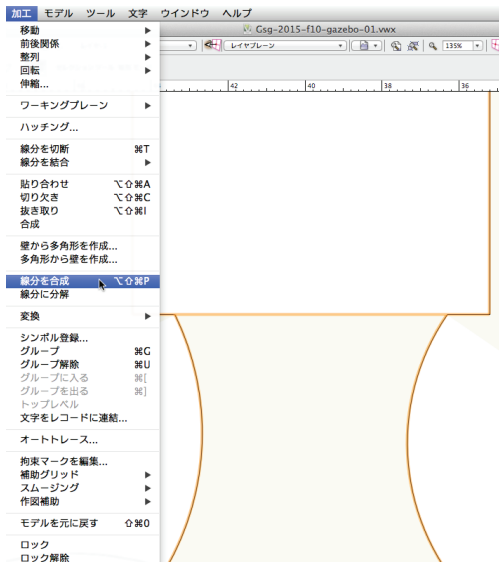 加工 モデル ツール 文字 ウインドウ ヘルプ
Gsg-2015-f10-gazebo-01.vwx
レイヤプレーン 135%
42 40 38 36
移動
前後関係
整列
回転
伸縮...
ワーキングプレーン
ハッチング...
線分を切断 ⌘T
線分を結合
貼り合わせ ⌥⇧⌘A
切り欠き ⌥⇧⌘C
抜き取り ⌥⇧⌘I
合成
壁から多角形を作成...
多角形から壁を作成...
線分を合成 ⌥⇧⌘P
線分に分解
変換
シンボル登録...
グループ ⌘G
グループ解除 ⌘U
グループに入る ⌘[
グループを出る ⌘]
トップレベル
文字をレコードに連結...
オートトレース...
拘束マークを編集...
補助グリッド
スムージング
作図補助
モデルを元に戻す ⇧⌘0
ロック
ロック解除